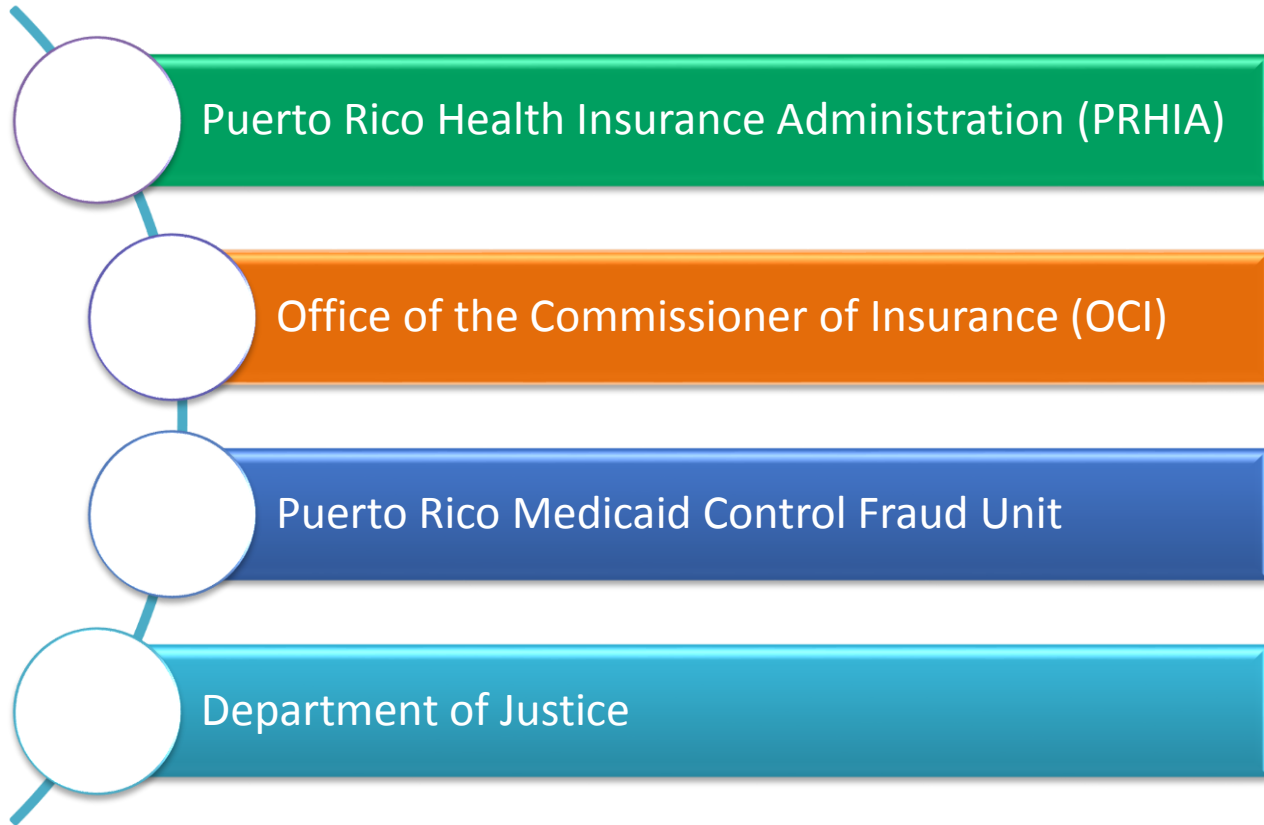 Puerto Rico Health Insurance Administration (PRHIA)
Office of the Commissioner of Insurance (OCI)
Puerto Rico Medicaid Control Fraud Unit
Department of Justice